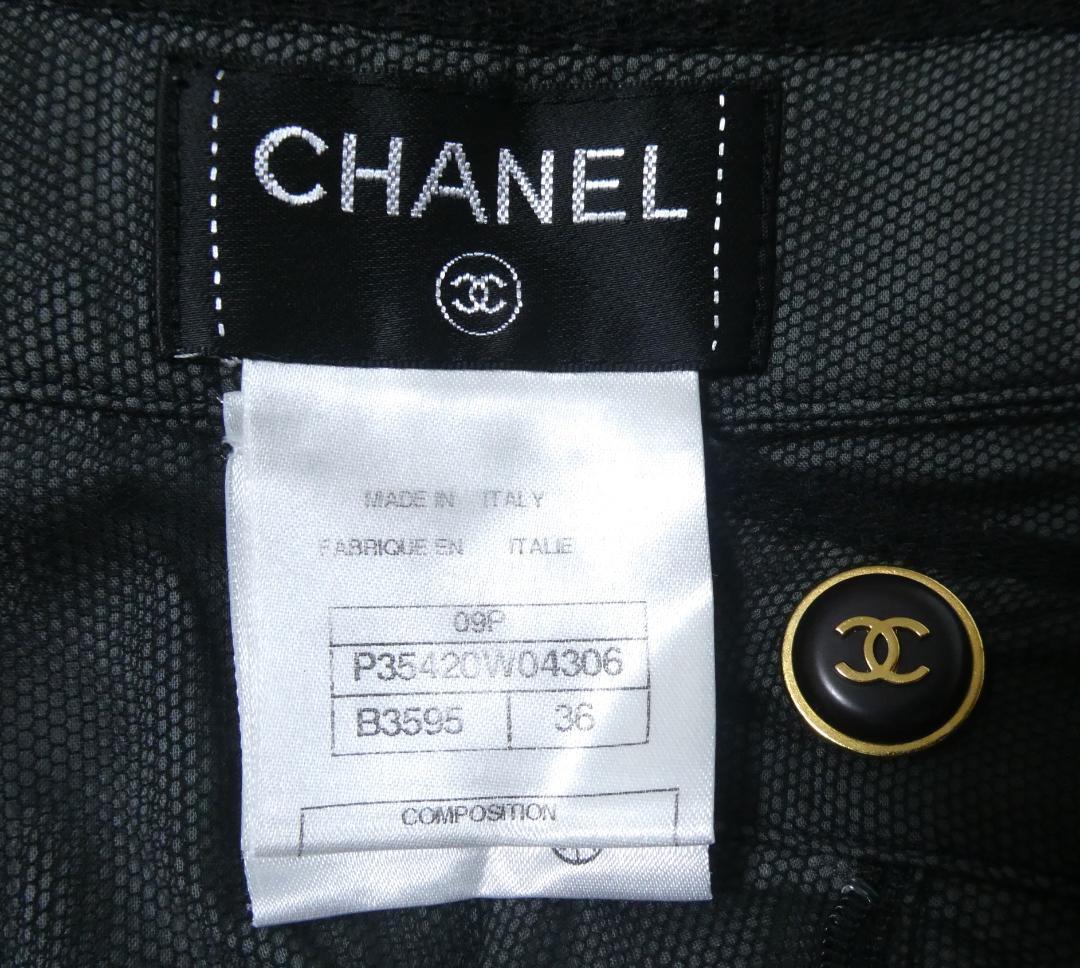 CHANEL
MADE IN ITALY
FABRIQUE EN ITALIE
09P
P35420W04306
B3595 36
COMPOSITION